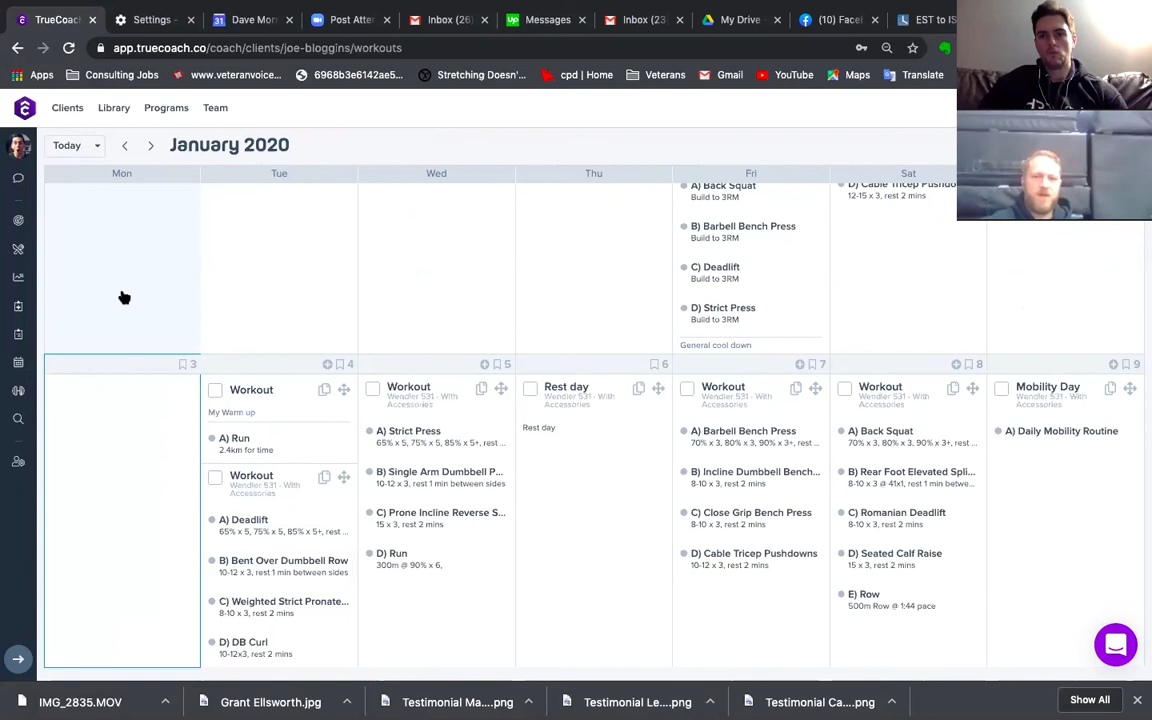 TrueCoach
Settings -
Dave Mor
Post Atter
Inbox (26)
Messages
Inbox (23
My Drive -
(10) Face
EST to IS
app.truecoach.co/coach/clients/joe-bloggins/workouts
Apps
Consulting Jobs
www.veteranvoice...
6968b3e6142ae5...
Stretching Doesn'...
cpd | Home
Veterans
Gmail
YouTube
Maps
Translate
Clients
Library
Programs
Team
Today
January 2020
Mon
Tue
Wed
Thu
Fri
Sat
A) Back Squat
Build to 3RM
B) Barbell Bench Press
Build to 3RM
C) Deadlift
Build to 3RM
D) Strict Press
Build to 3RM
General cool down
D) Cable Tricep Pushdo
12-15 x 3, rest 2 mins
3
4
Workout
My Warm up
A) Run
2.4km for time
Workout
Wendler 531 - With
Accessories
A) Deadlift
65% x 5, 75% x 5, 85% x 5+, rest ...
B) Bent Over Dumbbell Row
10-12 x 3, rest 1 min between sides
C) Weighted Strict Pronate...
8-10 x 3, rest 2 mins
D) DB Curl
10-12x3, rest 2 mins
5
Workout
Wendler 531 - With
Accessories
A) Strict Press
65% x 5, 75% x 5, 85% x 5+, rest ...
B) Single Arm Dumbbell P...
10-12 x 3, rest 1 min between sides
C) Prone Incline Reverse S...
15 x 3, rest 2 mins
D) Run
300m @ 90% x 6,
6
Rest day
Wendler 531 - With
Accessories
Rest day
7
Workout
Wendler 531 - With
Accessories
A) Barbell Bench Press
70% x 3, 80% x 3, 90% x 3+, rest ...
B) Incline Dumbbell Bench...
8-10 x 3, rest 2 mins
C) Close Grip Bench Press
8-10 x 3, rest 2 mins
D) Cable Tricep Pushdowns
10-12 x 3, rest 2 mins
8
Workout
Wendler 531 - With
Accessories
A) Back Squat
70% x 3, 80% x 3, 90% x 3+, rest ...
B) Rear Foot Elevated Spli...
8-10 x 3 @ 41x1, rest 1 min betwe...
C) Romanian Deadlift
8-10 x 3, rest 2 mins
D) Seated Calf Raise
15 x 3, rest 2 mins
E) Row
500m Row @ 1:44 pace
9
Mobility Day
Wendler 531 - With
Accessories
A) Daily Mobility Routine
IMG_2835.MOV
Grant Ellsworth.jpg
Testimonial Ma....png
Testimonial Le....png
Testimonial Ca....png
Show All